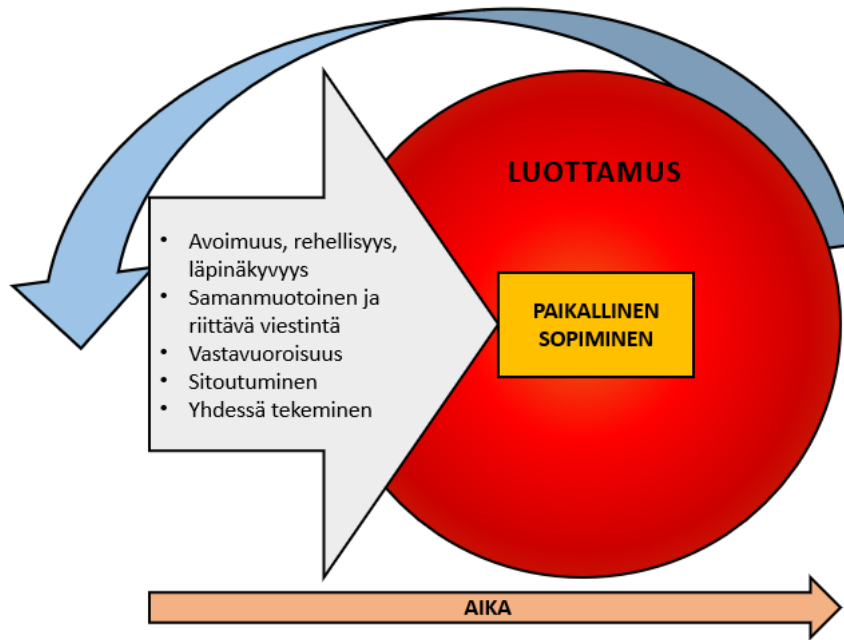 LUOTTAMUS
• Avoimuus, rehellisyys,
läpinäkyvyys
• Samanmuotoinen ja
riittävä viestintä
• Vastavuoroisuus
• Sitoutuminen
• Yhdessä tekeminen
PAIKALLINEN
SOPIMINEN
AIKA